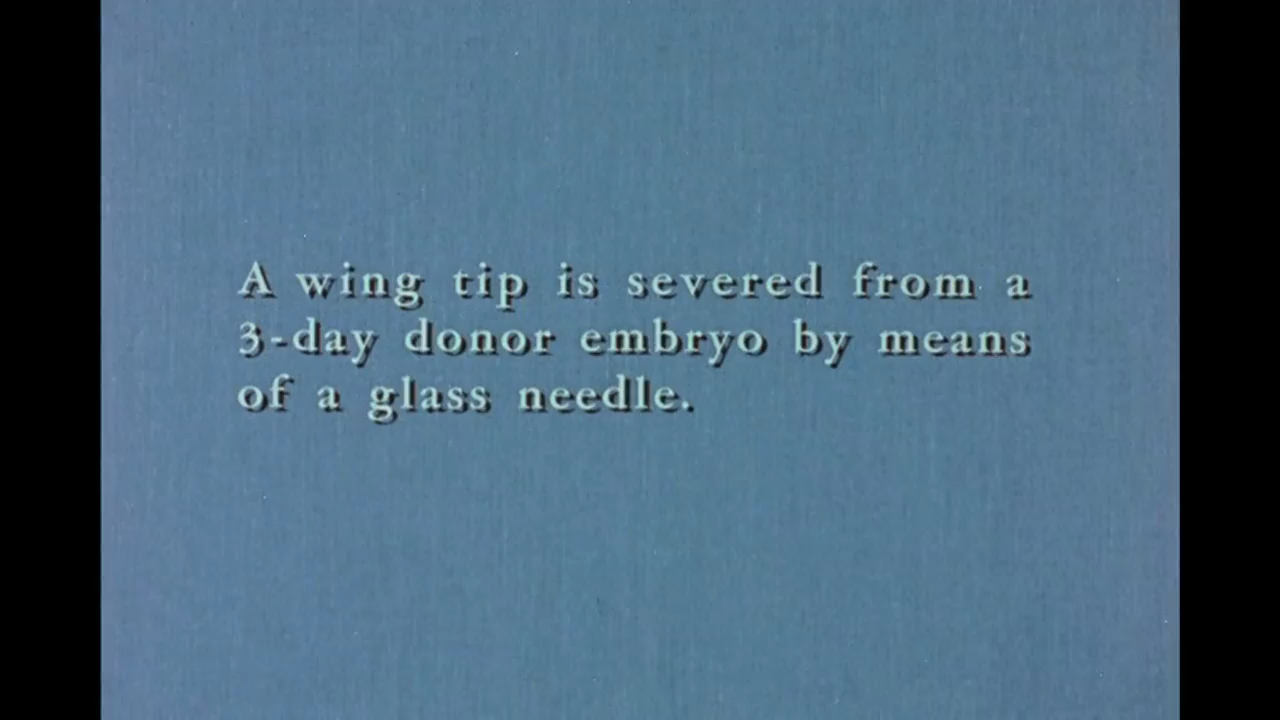 A wing tip is severed from a
3-day donor embryo by means
of a glass needle.